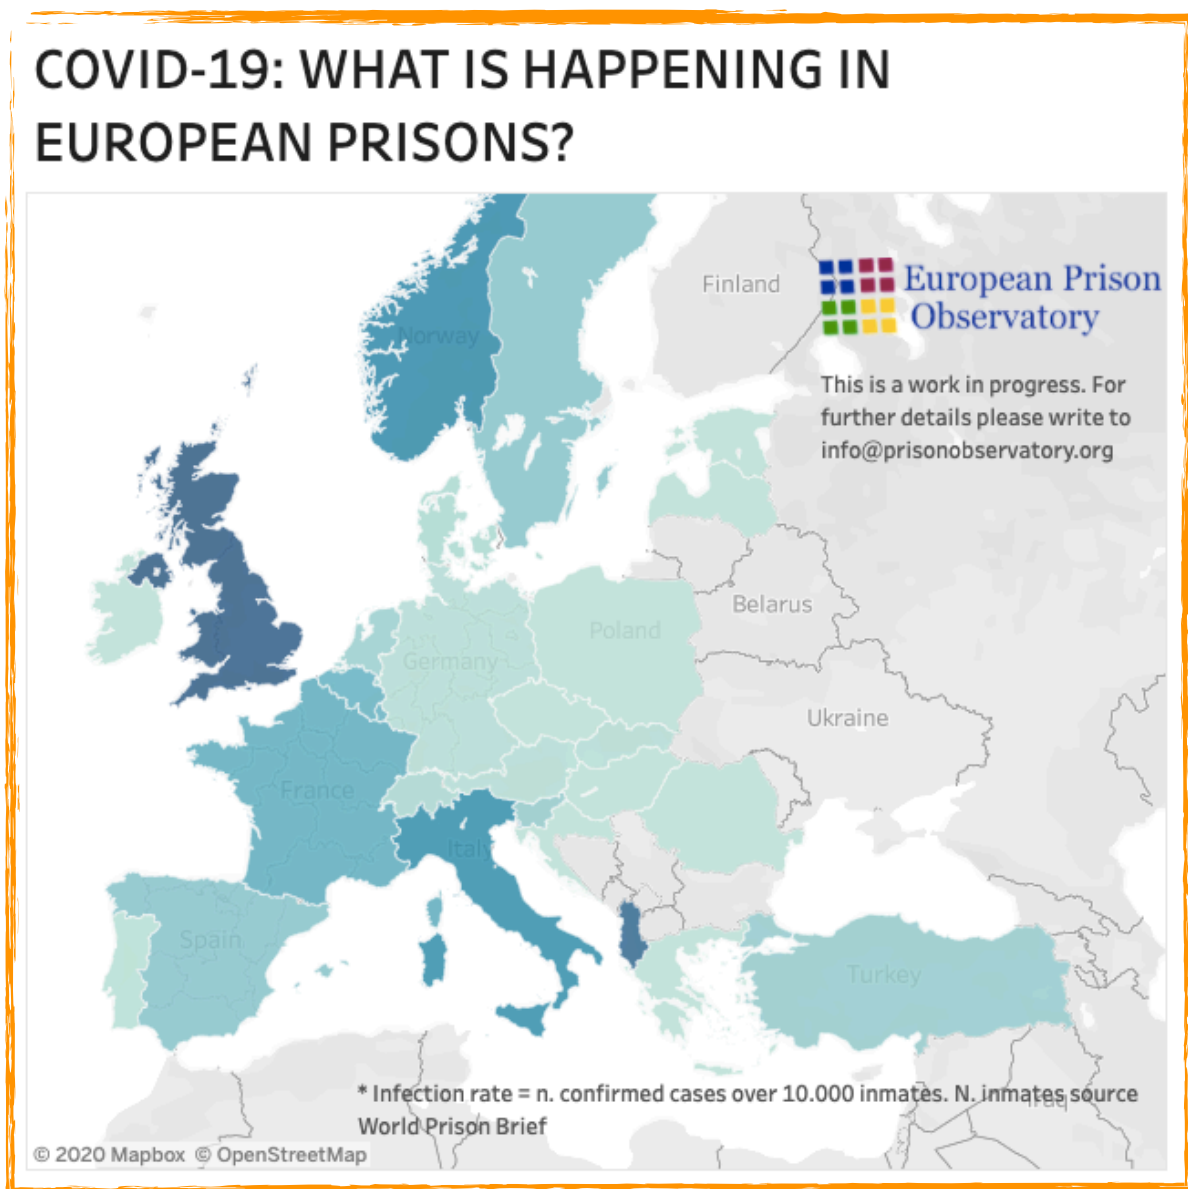 COVID-19: WHAT IS HAPPENING IN
EUROPEAN PRISONS?
Finland
European Prison
Observatory
Norway
This is a work in progress. For
further details please write to
info@prisonobservatory.org
Belarus
Poland
Germany
Ukraine
France
Italy
Spain
Turkey
* Infection rate = n. confirmed cases over 10.000 inmates. N. inmates source
Iraq
World Prison Brief
© 2020 Mapbox © OpenStreetMap